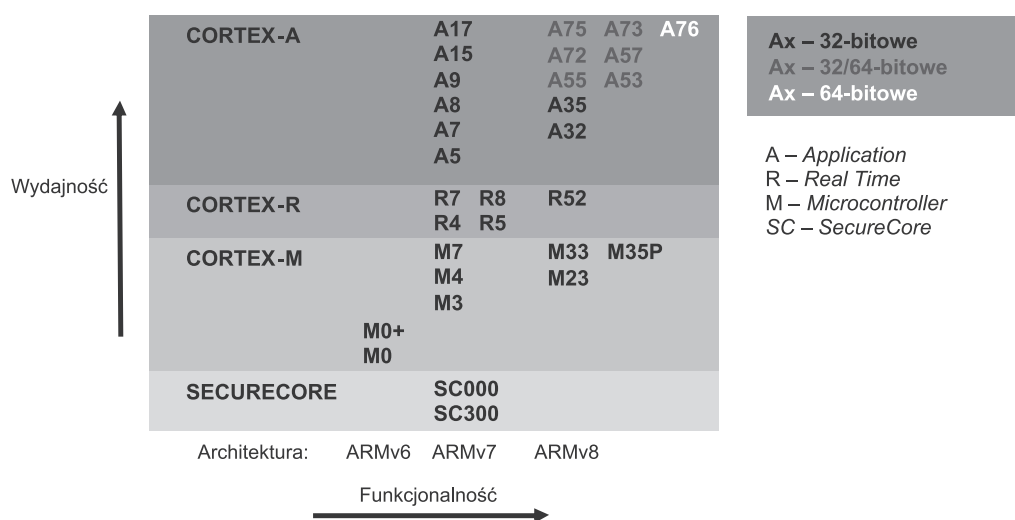 CORTEX-A A17 A75 A73 A76
A15 A72 A57
A9 A55 A53
A8 A35
A7 A32
A5
CORTEX-R R7 R8 R52
R4 R5
CORTEX-M M7 M33 M35P
M4 M23
M3
M0+
M0
SECURECORE SC000
SC300
Architektura: ARMv6 ARMv7 ARMv8
Funkcjonalność
Wydajność
Ax – 32-bitowe
Ax – 32/64-bitowe
Ax – 64-bitowe
A – Application
R – Real Time
M – Microcontroller
SC – SecureCore